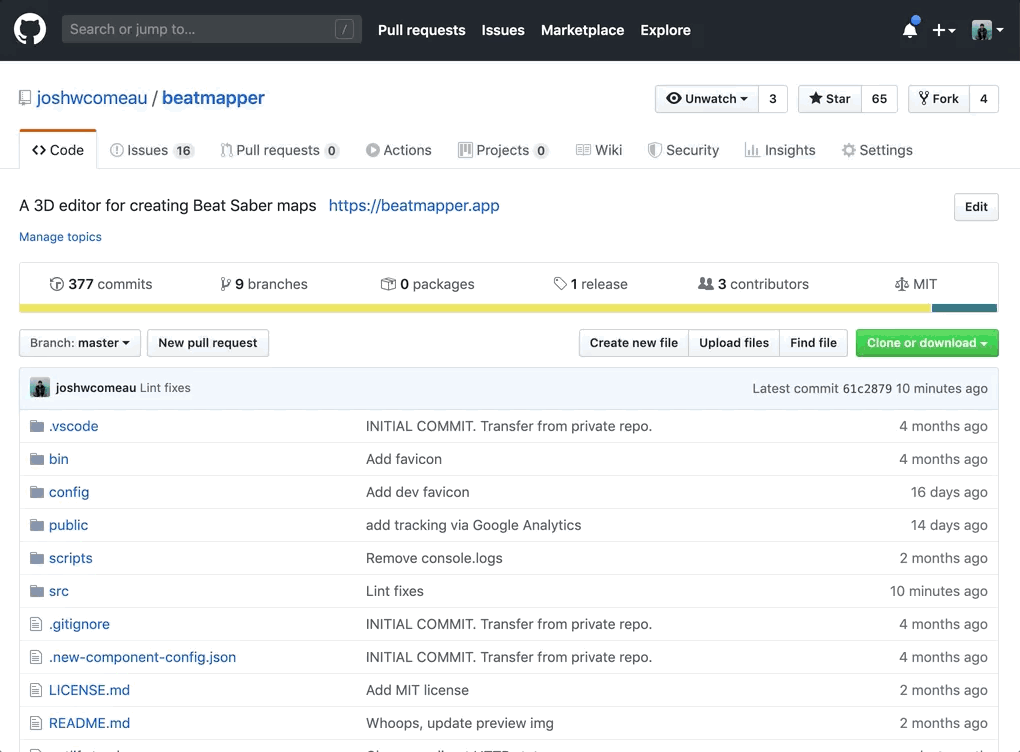 Search or jump to... / Pull requests Issues Marketplace Explore
joshwcomeau / beatmapper Unwatch 3 Star 65 Fork 4
Code Issues 16 Pull requests 0 Actions Projects 0 Wiki Security Insights Settings
A 3D editor for creating Beat Saber maps https://beatmapper.app Edit
Manage topics
377 commits 9 branches 0 packages 1 release 3 contributors MIT
Branch: master New pull request Create new file Upload files Find file Clone or download
joshwcomeau Lint fixes Latest commit 61c2879 10 minutes ago
.vscode INITIAL COMMIT. Transfer from private repo. 4 months ago
bin Add favicon 4 months ago
config Add dev favicon 16 days ago
public add tracking via Google Analytics 14 days ago
scripts Remove console.logs 2 months ago
src Lint fixes 10 minutes ago
.gitignore INITIAL COMMIT. Transfer from private repo. 4 months ago
.new-component-config.json INITIAL COMMIT. Transfer from private repo. 4 months ago
LICENSE.md Add MIT license 2 months ago
README.md Whoops, update preview img 2 months ago